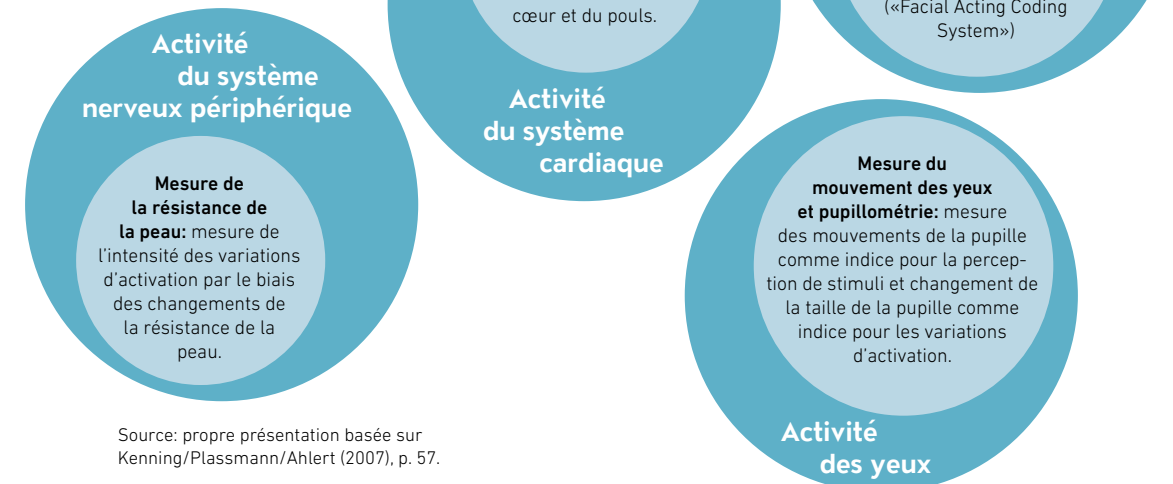 cœur et du pouls.
(«Facial Acting Coding
System»)
Activité
du système
nerveux périphérique
Mesure de
la résistance de
la peau: mesure de
l'intensité des variations
d'activation par le biais
des changements de
la résistance de la
peau.
Activité
du système
cardiaque
Mesure du
mouvement des yeux
et pupillométrie: mesure
des mouvements de la pupille
comme indice pour la percep-
tion de stimuli et changement de
la taille de la pupille comme
indice pour les variations
d'activation.
Activité
des yeux
Source: propre présentation basée sur
Kenning/Plassmann/Ahlert (2007), p. 57.